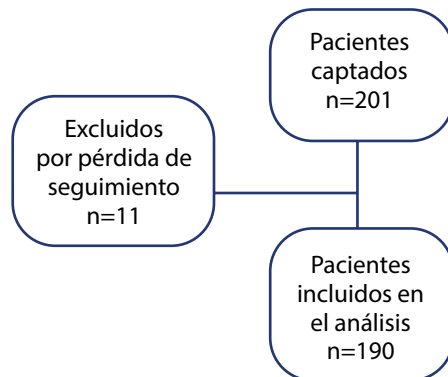 Pacientes
captados
n=201
Excluidos
por pérdida de
seguimiento
n=11
Pacientes
incluidos en
el análisis
n=190